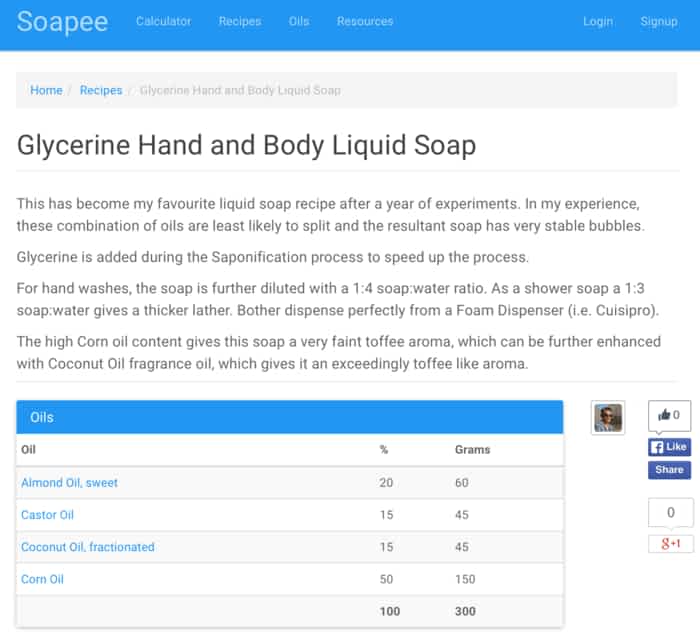 Soapee Calculator Recipes Oils Resources Login Signup
Home / Recipes / Glycerine Hand and Body Liquid Soap
Glycerine Hand and Body Liquid Soap
This has become my favourite liquid soap recipe after a year of experiments. In my experience,
these combination of oils are least likely to split and the resultant soap has very stable bubbles.
Glycerine is added during the Saponification process to speed up the process.
For hand washes, the soap is further diluted with a 1:4 soap:water ratio. As a shower soap a 1:3
soap:water gives a thicker lather. Bother dispense perfectly from a Foam Dispenser (i.e. Cuisipro).
The high Corn oil content gives this soap a very faint toffee aroma, which can be further enhanced
with Coconut Oil fragrance oil, which gives it an exceedingly toffee like aroma.
Oils
Oil % Grams
Almond Oil, sweet 20 60
Castor Oil 15 45
Coconut Oil, fractionated 15 45
Corn Oil 50 150
100 300
0
Like
Share
0
g+1